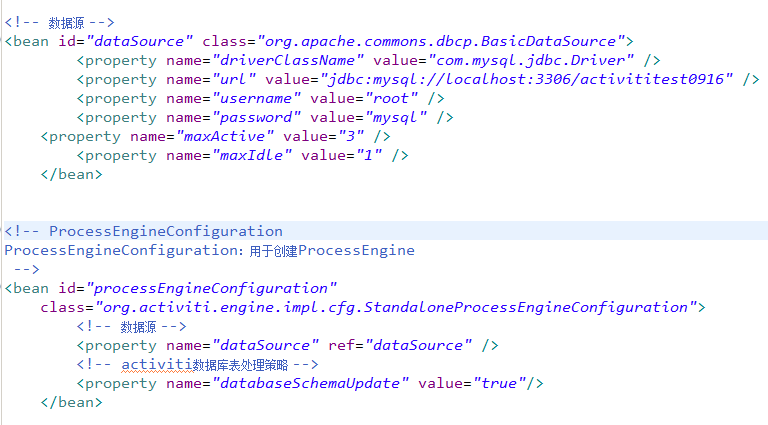 <!-- 数据源 -->
<bean id="dataSource" class="org.apache.commons.dbcp.BasicDataSource">
<property name="driverClassName" value="com.mysql.jdbc.Driver" />
<property name="url" value="jdbc:mysql://localhost:3306/activititest0916" />
<property name="username" value="root" />
<property name="password" value="mysql" />
<property name="maxActive" value="3" />
<property name="maxIdle" value="1" />
</bean>
<!-- ProcessEngineConfiguration
ProcessEngineConfiguration：用于创建ProcessEngine
-->
<bean id="processEngineConfiguration"
class="org.activiti.engine.impl.cfg.StandaloneProcessEngineConfiguration">
<!-- 数据源 -->
<property name="dataSource" ref="dataSource" />
<!-- activiti数据库表处理策略 -->
<property name="databaseSchemaUpdate" value="true"/>
</bean>